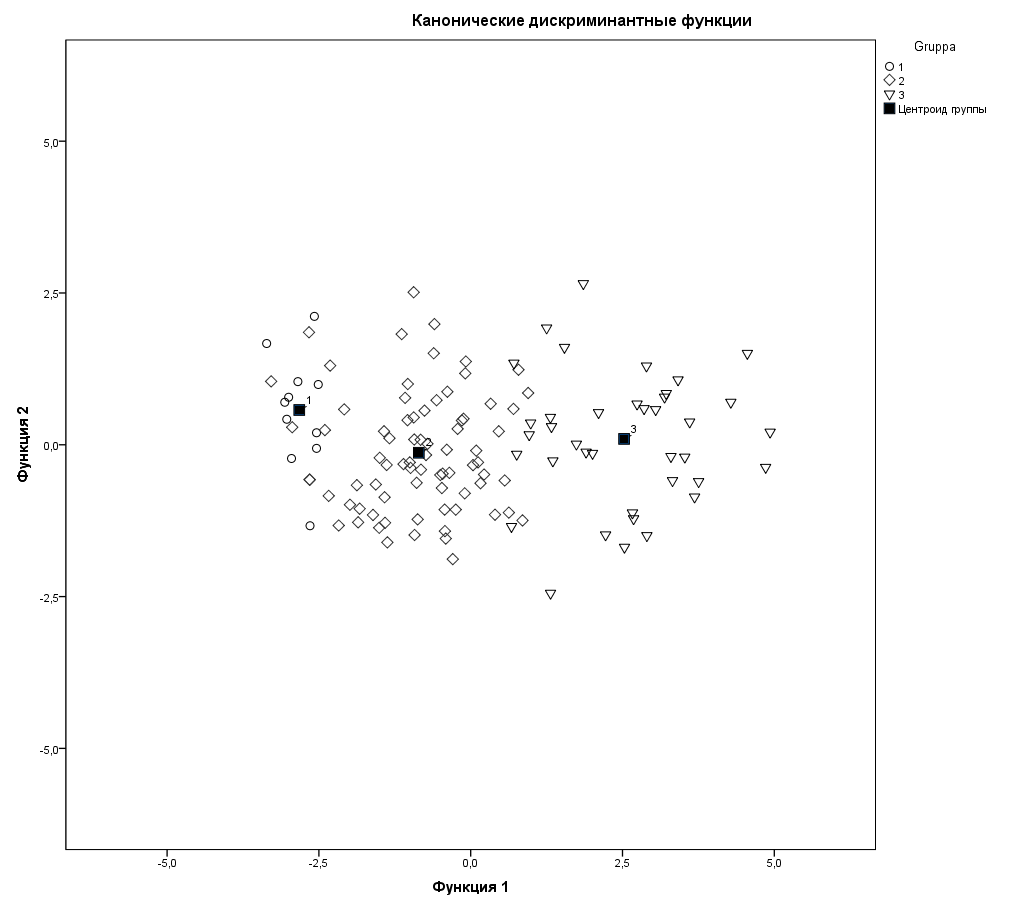 Канонические дискриминантные функции
Gruppa
1
2
3
Центроид группы
Функция 2
5,0
2,5
0,0
-2,5
-5,0
1
2
3
-5,0 -2,5 0,0 2,5 5,0
Функция 1